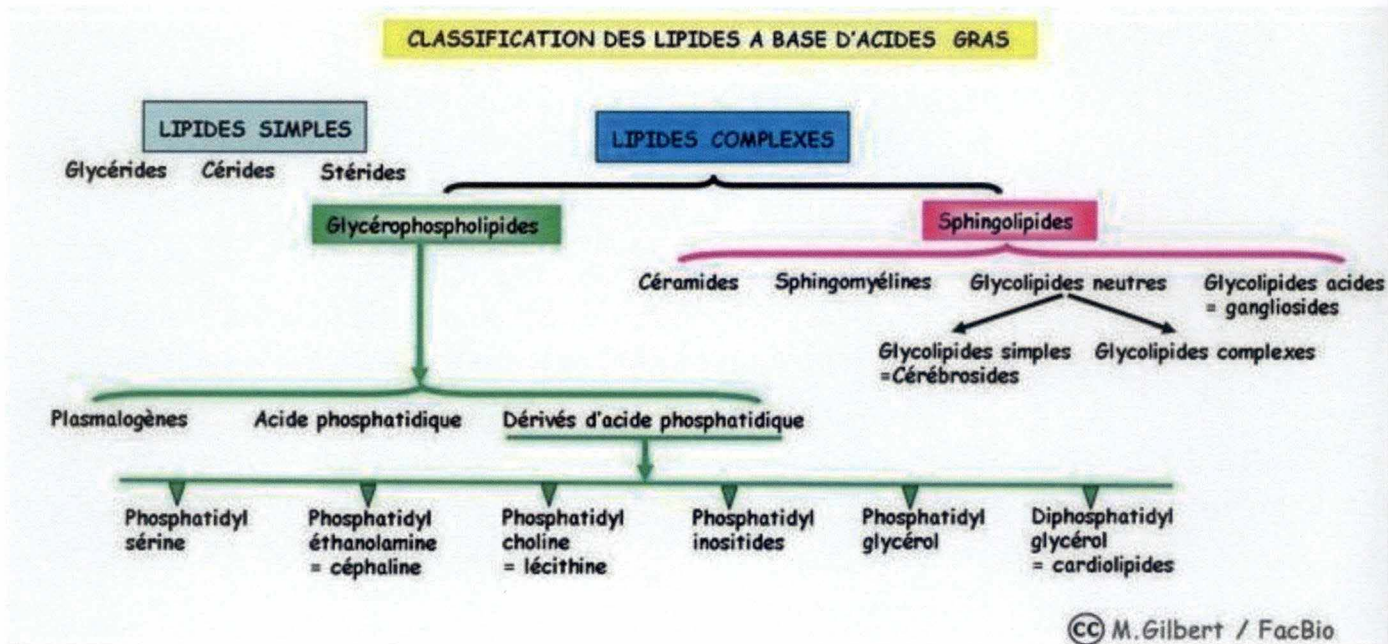 CLASSIFICATION DES LIPIDES A BASE D'ACIDES GRAS
LIPIDES SIMPLES
LIPIDES COMPLEXES
Glycérides Cérides Stérides
Glycérophospholipides
Sphingolipides
Céramides Sphingomyélines Glycolipides neutres Glycolipides acides
= gangliosides
Glycolipides simples Glycolipides complexes
=Cérébrosides
Plasmalogènes Acide phosphatidique Dérivés d'acide phosphatidique
Phosphatidyl
sérine
Phosphatidyl
éthanolamine
= céphaline
Phosphatidyl
choline
= lécithine
Phosphatidyl
inositides
Phosphatidyl
glycérol
Diphosphatidyl
glycérol
= cardiolipides
cc M.Gilbert / FacBio